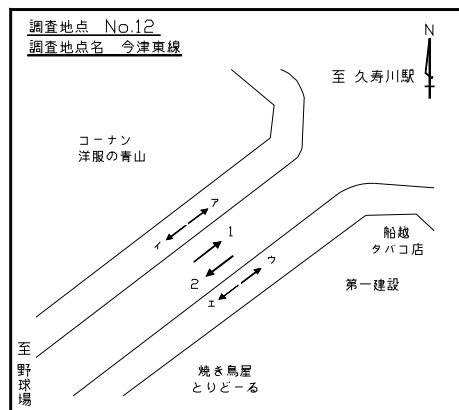 調査地点 No.12
調査地点名 今津東線
N
至 久寿川駅
コーナン
洋服の青山
ア
イ
1
2
ウ
エ
船越
タバコ店
第一建設
至 野球場
焼き鳥屋
とりどーる